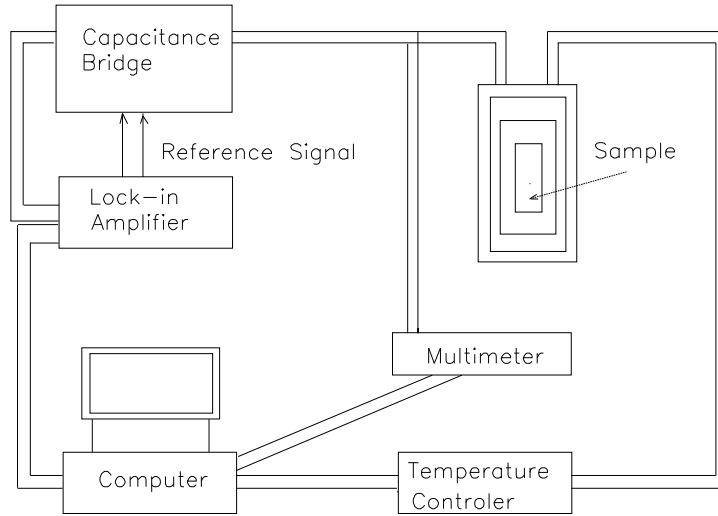 Capacitance
Bridge
Reference Signal
Sample
Lock-in
Amplifier
Multimeter
Computer
Temperature
Controler